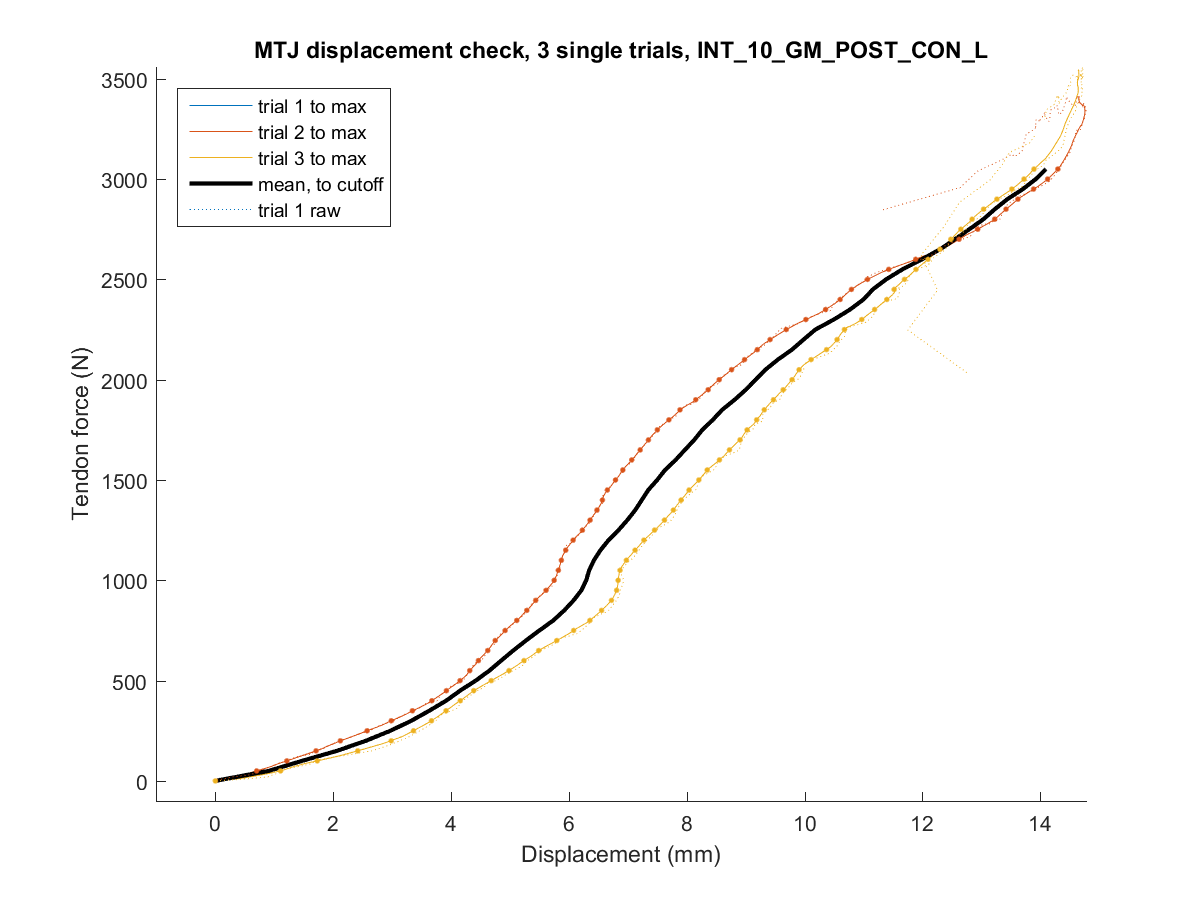 MTJ displacement check, 3 single trials, INT_10_GM_POST_CON_L
3500
3000
2500
2000
1500
1000
500
0
Tendon force (N)
trial 1 to max
trial 2 to max
trial 3 to max
mean, to cutoff
trial 1 raw
0 2 4 6 8 10 12 14
Displacement (mm)